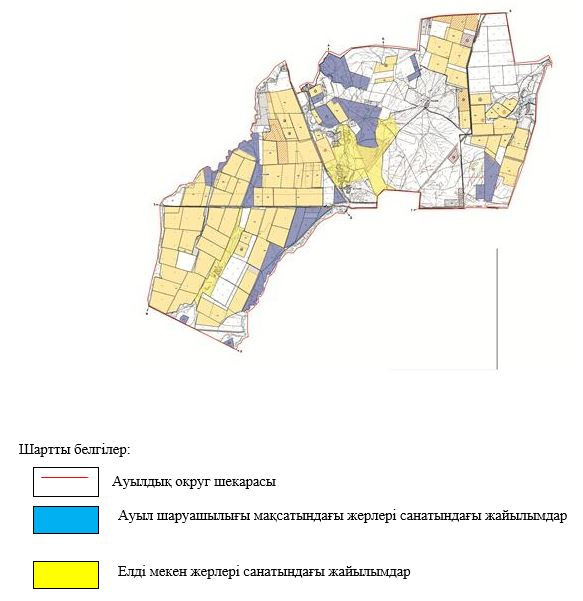 Шартты белгілер:
Ауылдық округ шекарасы
Ауыл шаруашылығы мақсатындағы жерлері санатындағы жайылымдар
Елді мекен жерлері санатындағы жайылымдар